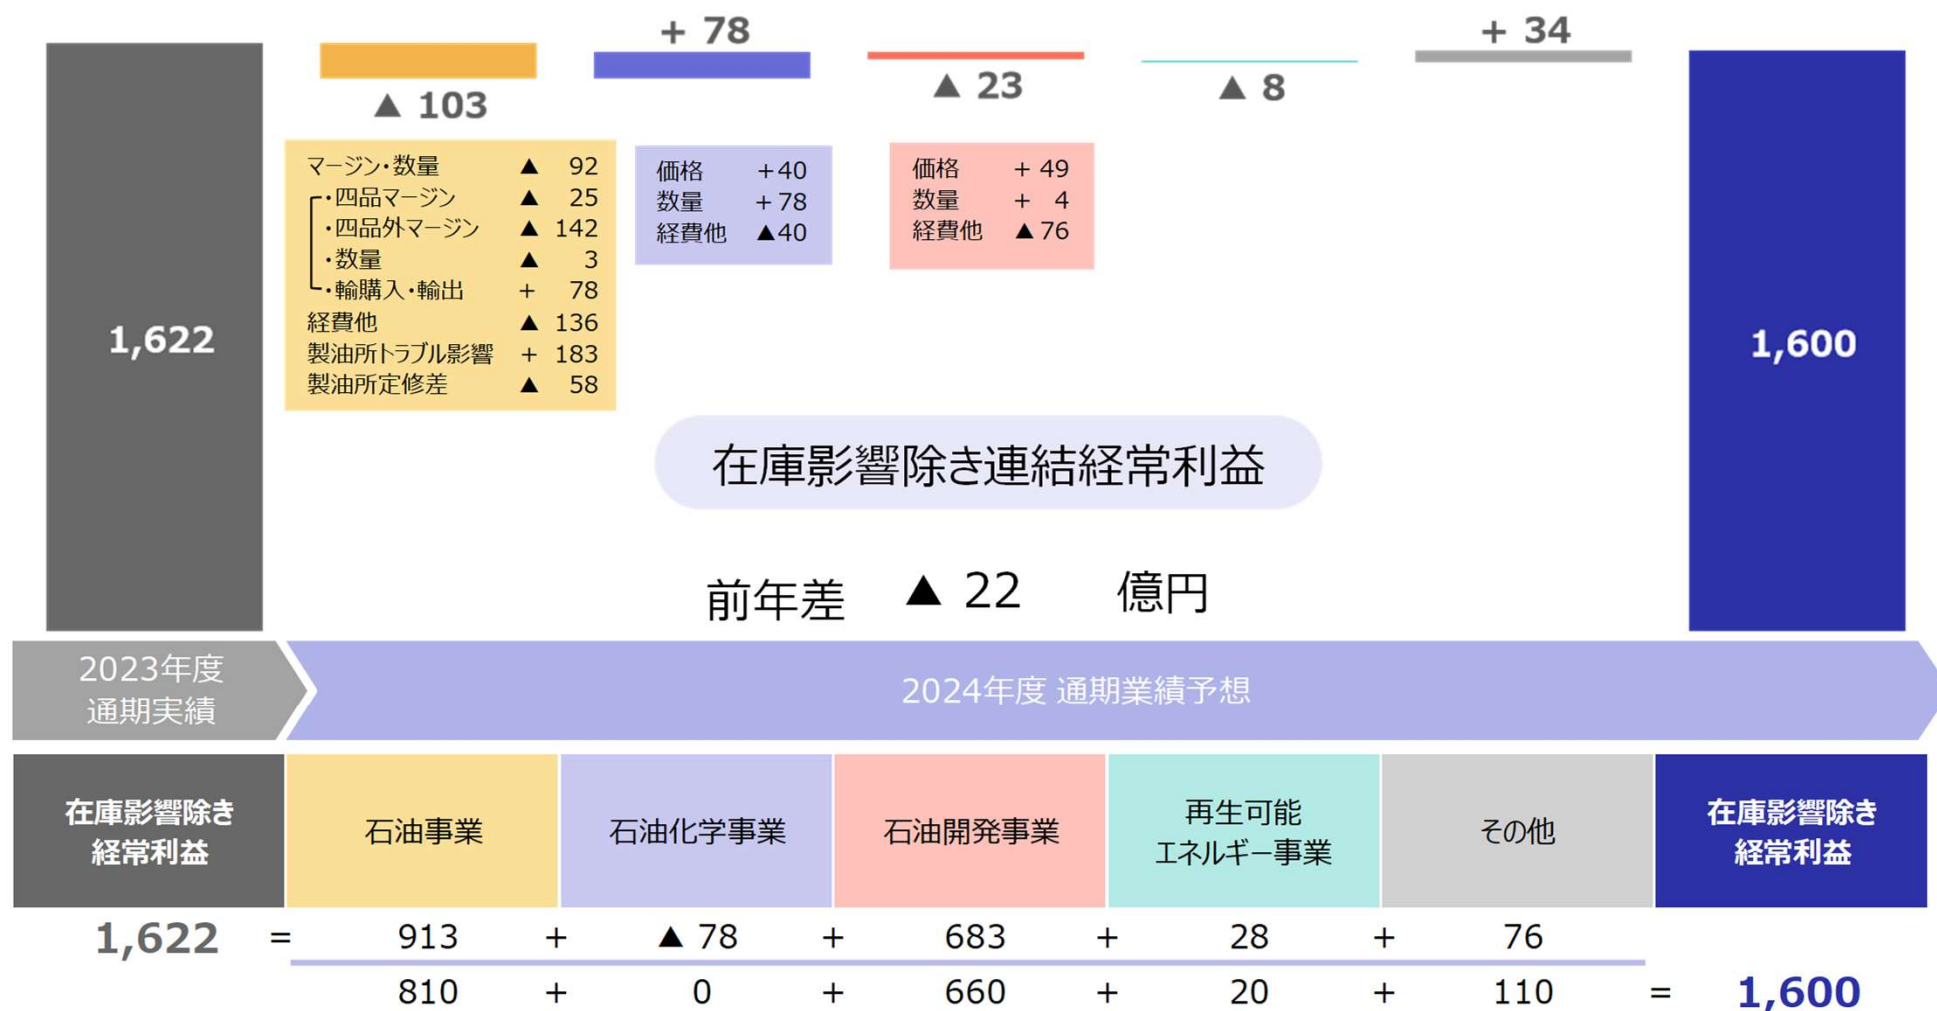 + 78
+ 34
▲ 103
▲ 23
▲ 8
マージン・数量 ▲ 92
・四品マージン ▲ 25
・四品外マージン ▲ 142
・数量 ▲ 3
・輸購入・輸出 + 78
経費他 ▲ 136
製油所トラブル影響 + 183
製油所定修差 ▲ 58
価格 +40
数量 + 78
経費他 ▲40
価格 + 49
数量 + 4
経費他 ▲ 76
1,622
1,600
在庫影響除き連結経常利益
前年差 ▲ 22 億円
2023年度
通期実績
2024年度 通期業績予想
在庫影響除き
経常利益
石油事業
石油化学事業
石油開発事業
再生可能
エネルギー事業
その他
在庫影響除き
経常利益
1,622 = 913 + ▲ 78 + 683 + 28 + 76
810 + 0 + 660 + 20 + 110 = 1,600